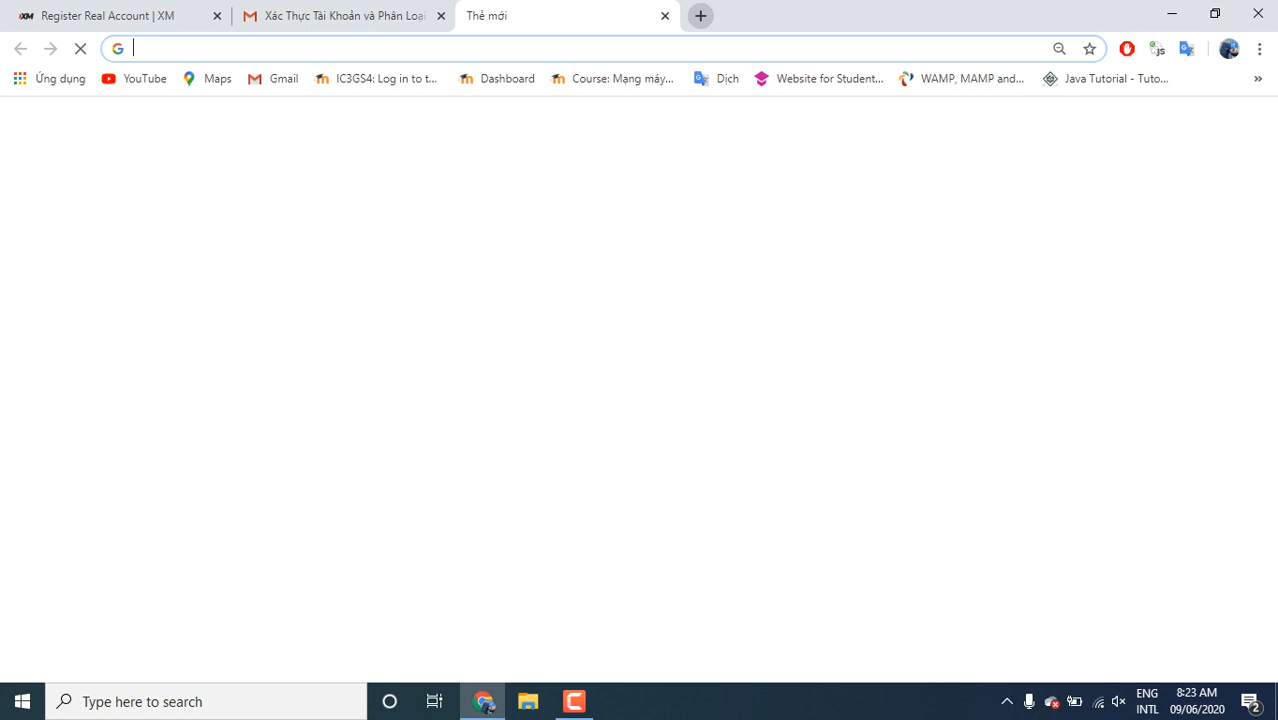 Register Real Account | XM
Xác Thực Tài Khoản và Phân Loại
Thẻ mới
Ứng dụng
YouTube
Maps
Gmail
IC3GS4: Log in to t...
Dashboard
Course: Mạng máy...
Dịch
Website for Student...
WAMP, MAMP and...
Java Tutorial - Tuto...
»
Type here to search
ENG
INTL
8:23 AM
09/06/2020
2